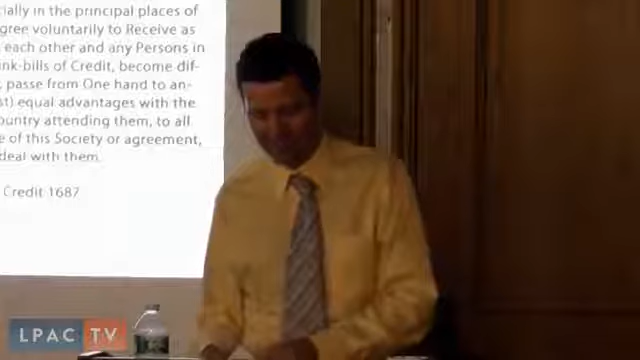 ially in the principal places of
gree voluntarily to Receive as
each other and any Persons in
nk-bills of Credit, become dif-
, passe from One hand to an-
st) equal advantages with the
ountry attending them, to all
e of this Society or agreement,
deal with them.
Credit 1687
LPAC TV